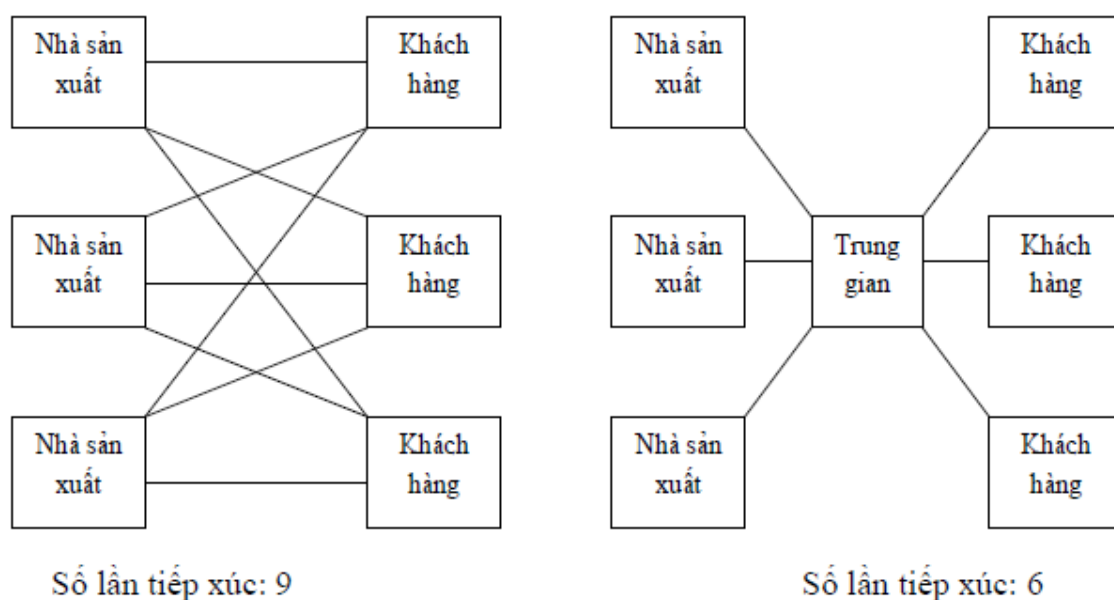 Nhà sản
xuất
Khách
hàng
Nhà sản
xuất
Khách
hàng
Nhà sản
xuất
Khách
hàng
Số lần tiếp xúc: 9
Nhà sản
xuất
Khách
hàng
Nhà sản
xuất
Trung
gian
Khách
hàng
Nhà sản
xuất
Khách
hàng
Số lần tiếp xúc: 6